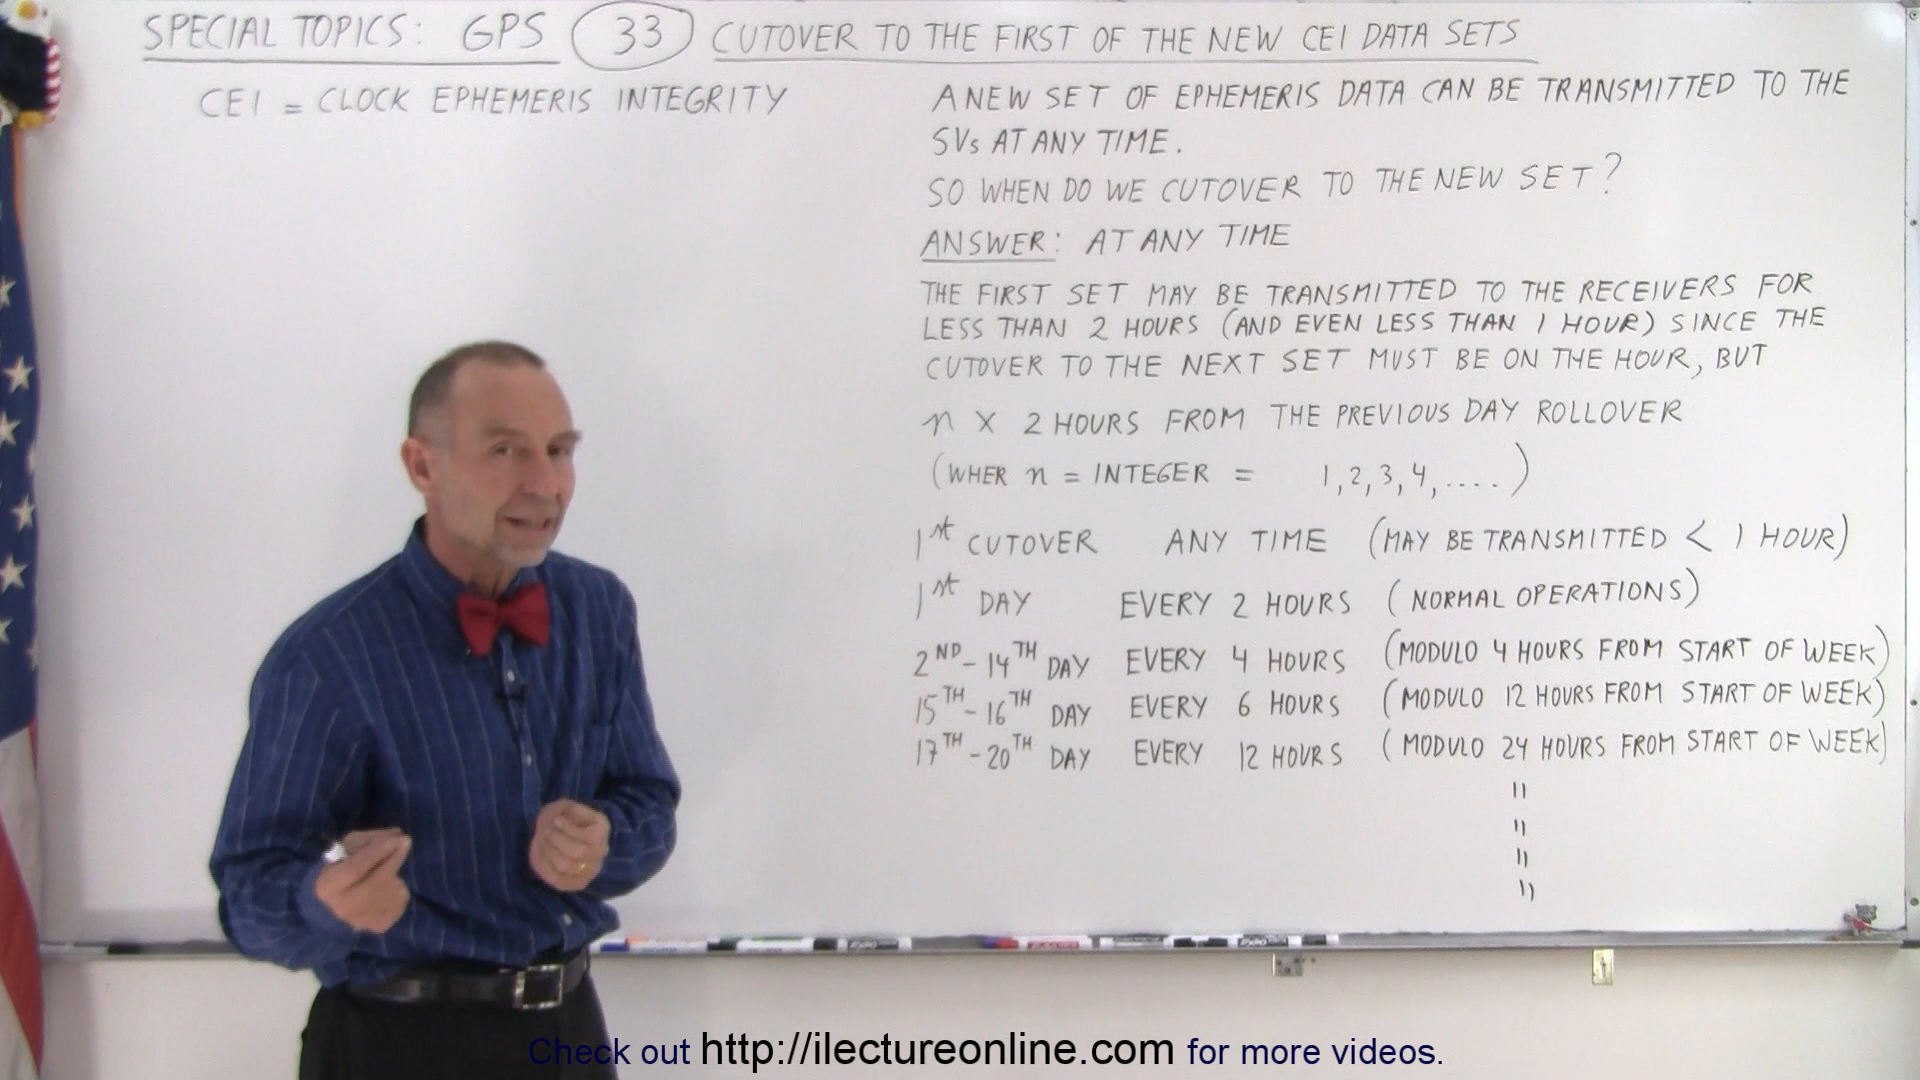 SPECIAL TOPICS: GPS 33 CUTOVER TO THE FIRST OF THE NEW CEI DATA SETS
CEI = CLOCK EPHEMERIS INTEGRITY
A NEW SET OF EPHEMERIS DATA CAN BE TRANSMITTED TO THE
SVs AT ANY TIME.
SO WHEN DO WE CUTOVER TO THE NEW SET?
ANSWER: AT ANY TIME
THE FIRST SET MAY BE TRANSMITTED TO THE RECEIVERS FOR
LESS THAN 2 HOURS (AND EVEN LESS THAN 1 HOUR) SINCE THE
CUTOVER TO THE NEXT SET MUST BE ON THE HOUR, BUT
n X 2 HOURS FROM THE PREVIOUS DAY ROLLOVER
(WHER n = INTEGER = 1, 2, 3, 4, ....)
1st CUTOVER ANY TIME (MAY BE TRANSMITTED < 1 HOUR)
1st DAY EVERY 2 HOURS (NORMAL OPERATIONS)
2ND - 14TH DAY EVERY 4 HOURS (MODULO 4 HOURS FROM START OF WEEK)
15TH - 16TH DAY EVERY 6 HOURS (MODULO 12 HOURS FROM START OF WEEK)
17TH - 20TH DAY EVERY 12 HOURS (MODULO 24 HOURS FROM START OF WEEK)
"
"
"
"
Check out http://ilectureonline.com for more videos.